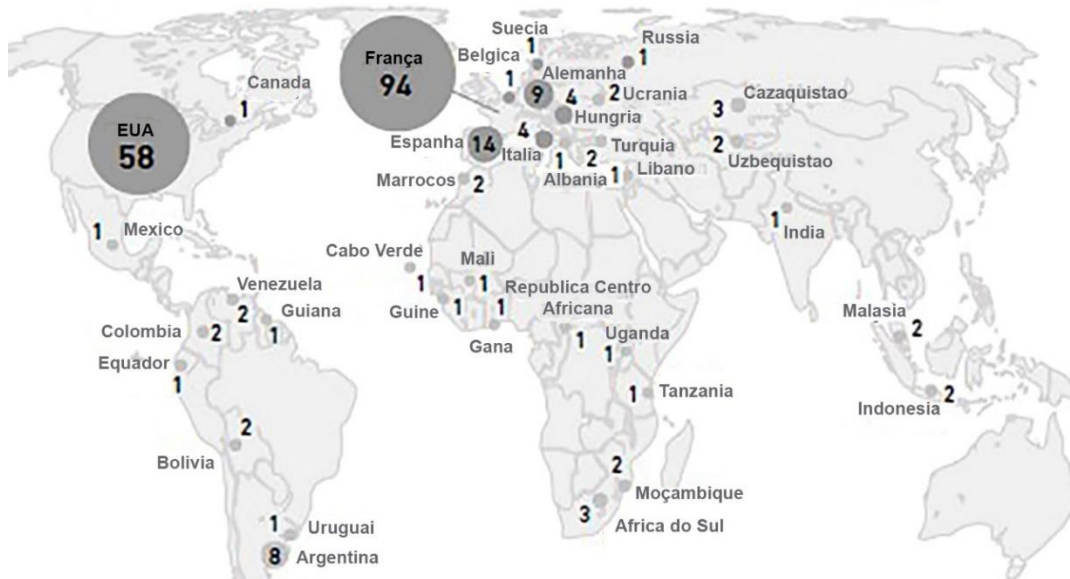 Suecia
1
Russia
1
Belgica
1
França
94
Alemanha
9
Canada
1
4
2
Ucrania
Cazaquistao
3
Hungria
EUA
58
Espanha
14
4
Italia
Turquia
2
Uzbequistao
1
2
Albania
1
Libano
Marrocos
2
1
India
1
Mexico
Cabo Verde
1
Mali
1
Republica Centro
Africana
1
Venezuela
2
Guiana
1
Guine
1
1
Gana
Malasia
2
Colombia
2
Uganda
1
Equador
1
Tanzania
1
Indonesia
2
2
Bolivia
2
Moçambique
3
Africa do Sul
1
Uruguai
8
Argentina